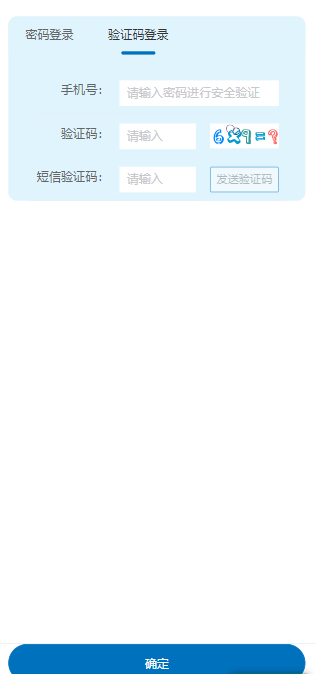 密码登录 验证码登录
手机号: 请输入密码进行安全验证
验证码: 请输入 6×9=?
短信验证码: 请输入 发送验证码
确定